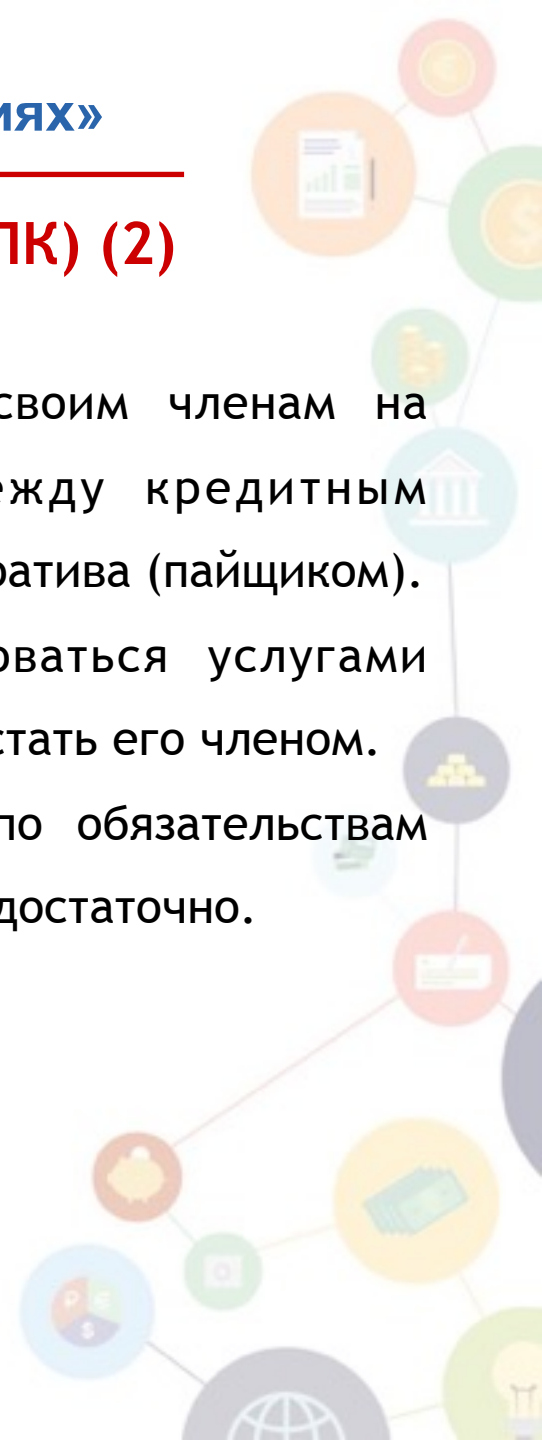 иях»
ПК) (2)
своим членам на
ежду кредитным
ратива (пайщиком).
оваться услугами
стать его членом.
по обязательствам
достаточно.